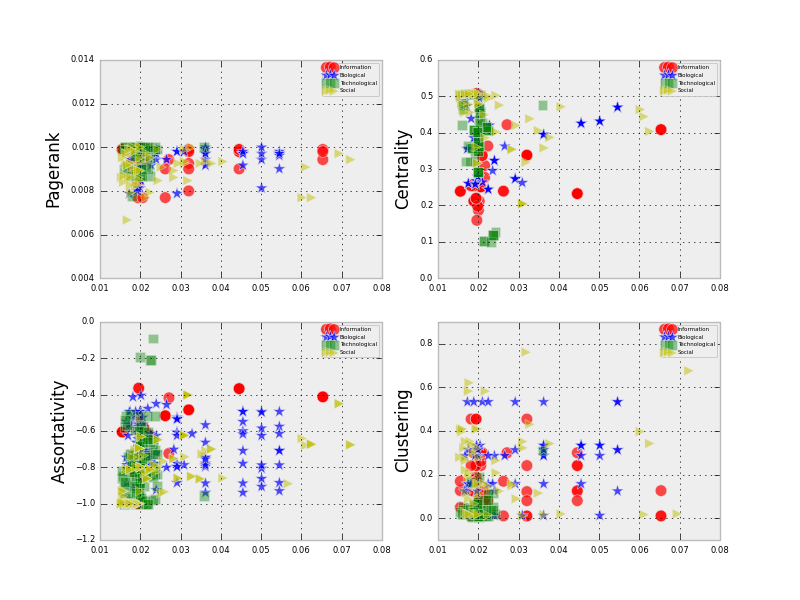 Pagerank
0.014
0.012
0.010
0.008
0.006
0.004
0.01 0.02 0.03 0.04 0.05 0.06 0.07 0.08
Information
Biological
Technological
Social
Centrality
0.6
0.5
0.4
0.3
0.2
0.1
0.0
0.01 0.02 0.03 0.04 0.05 0.06 0.07 0.08
Information
Biological
Technological
Social
Assortativity
0.0
−0.2
−0.4
−0.6
−0.8
−1.0
−1.2
0.01 0.02 0.03 0.04 0.05 0.06 0.07 0.08
Information
Biological
Technological
Social
Clustering
0.8
0.6
0.4
0.2
0.0
0.01 0.02 0.03 0.04 0.05 0.06 0.07 0.08
Information
Biological
Technological
Social